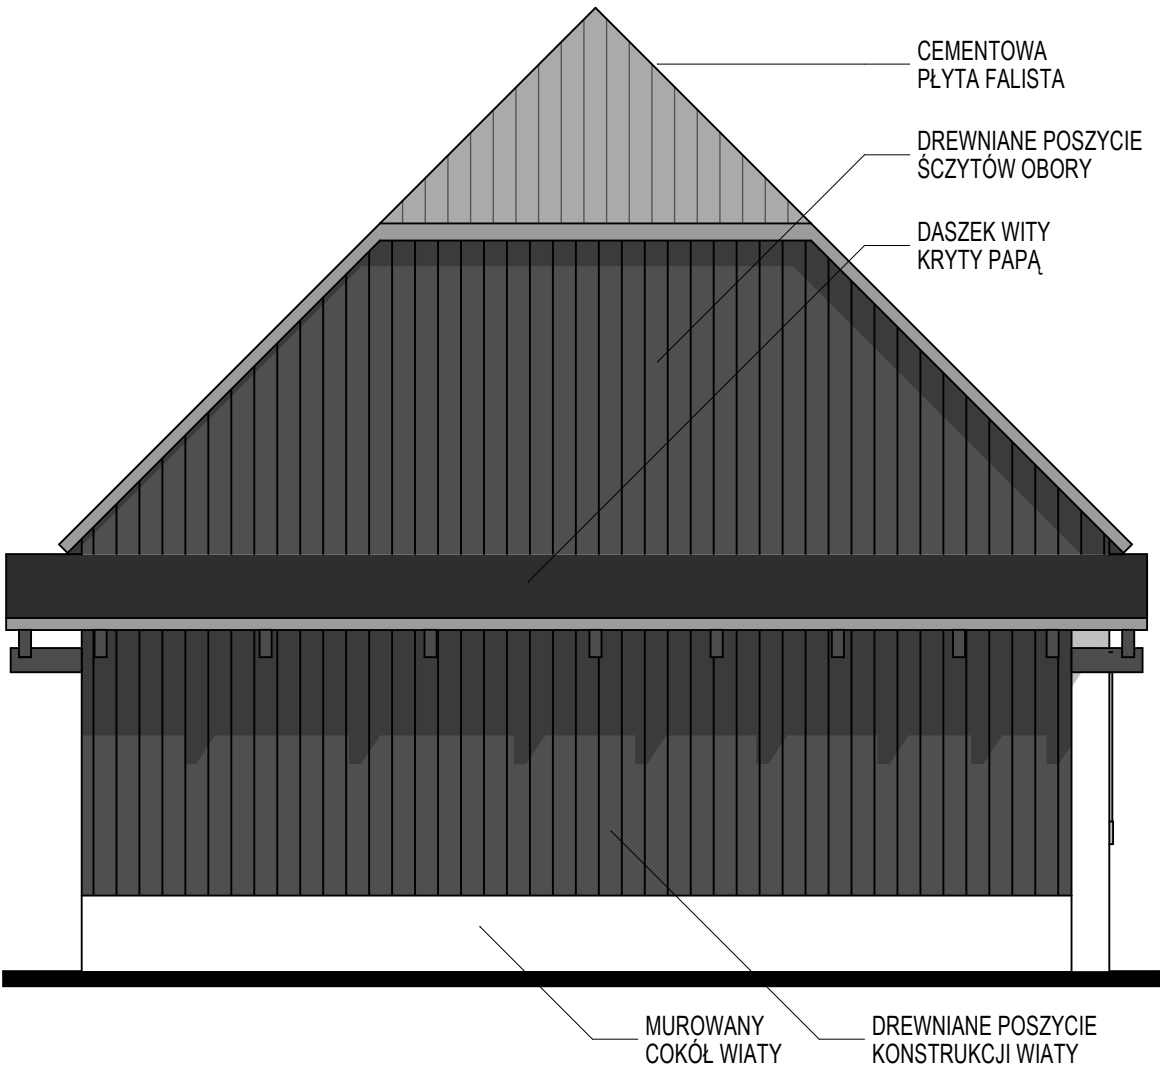 CEMENTOWA
PŁYTA FALISTA
DREWNIANE POSZYCIE
ŚCZYTÓW OBORY
DASZEK WITY
KRYTY PAPĄ
MUROWANY
COKÓŁ WIATY
DREWNIANE POSZYCIE
KONSTRUKCJI WIATY